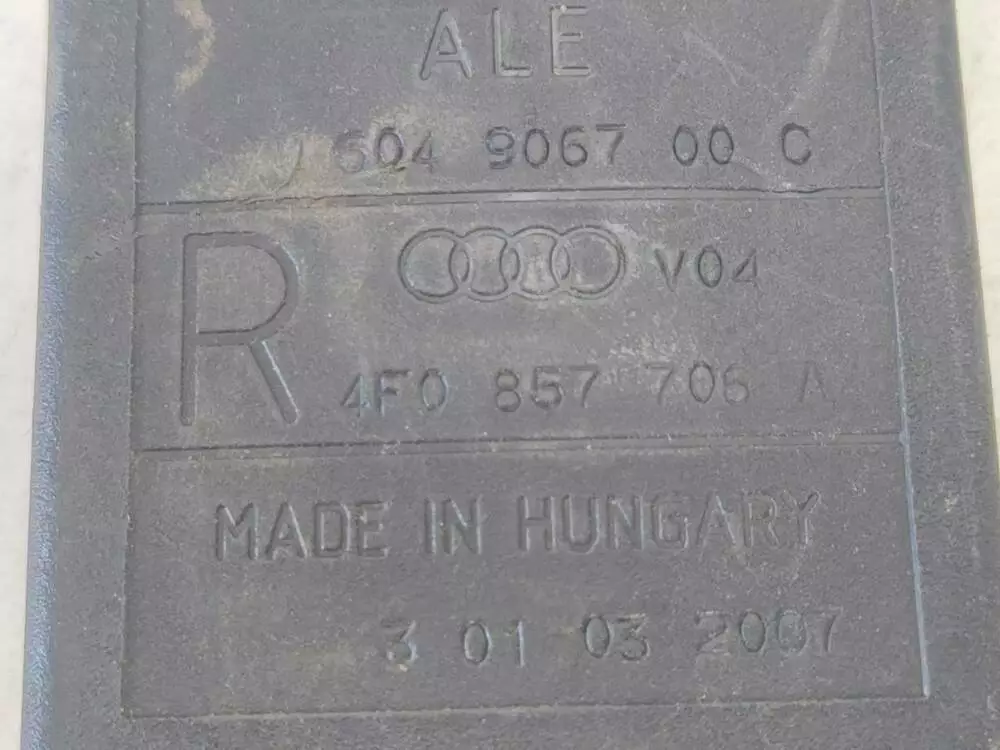 ALE
604 9067 00 C
R
V04
4F0 857 706 A
MADE IN HUNGARY
3 01 03 2007